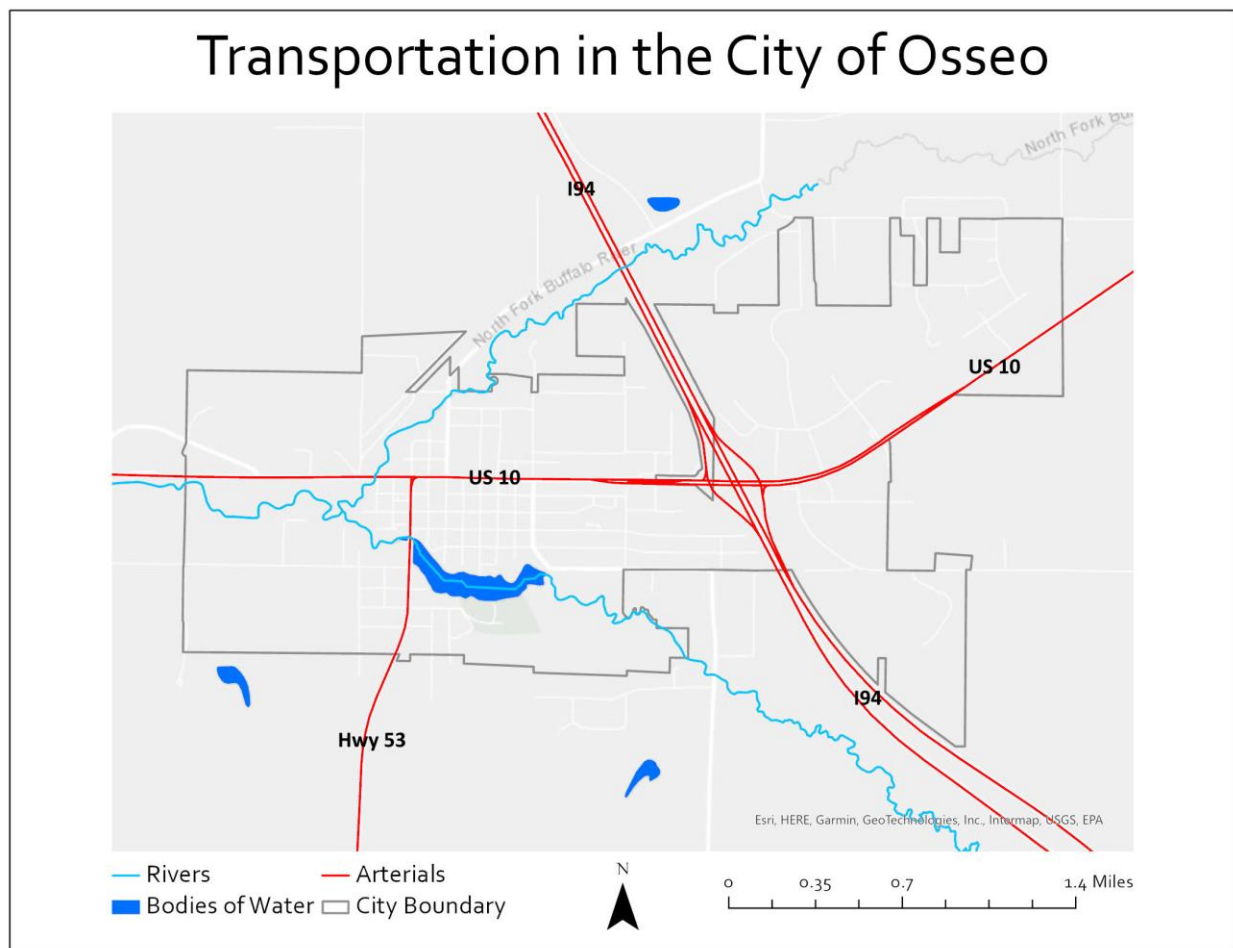 Transportation in the City of Osseo
North Fork Buf
I94
North Fork Buffalo River
US 10
US 10
I94
Hwy 53
Esri, HERE, Garmin, GeoTechnologies, Inc., Intermap, USGS, EPA
Rivers
Arterials
Bodies of Water
City Boundary
N
0 0.35 0.7 1.4 Miles